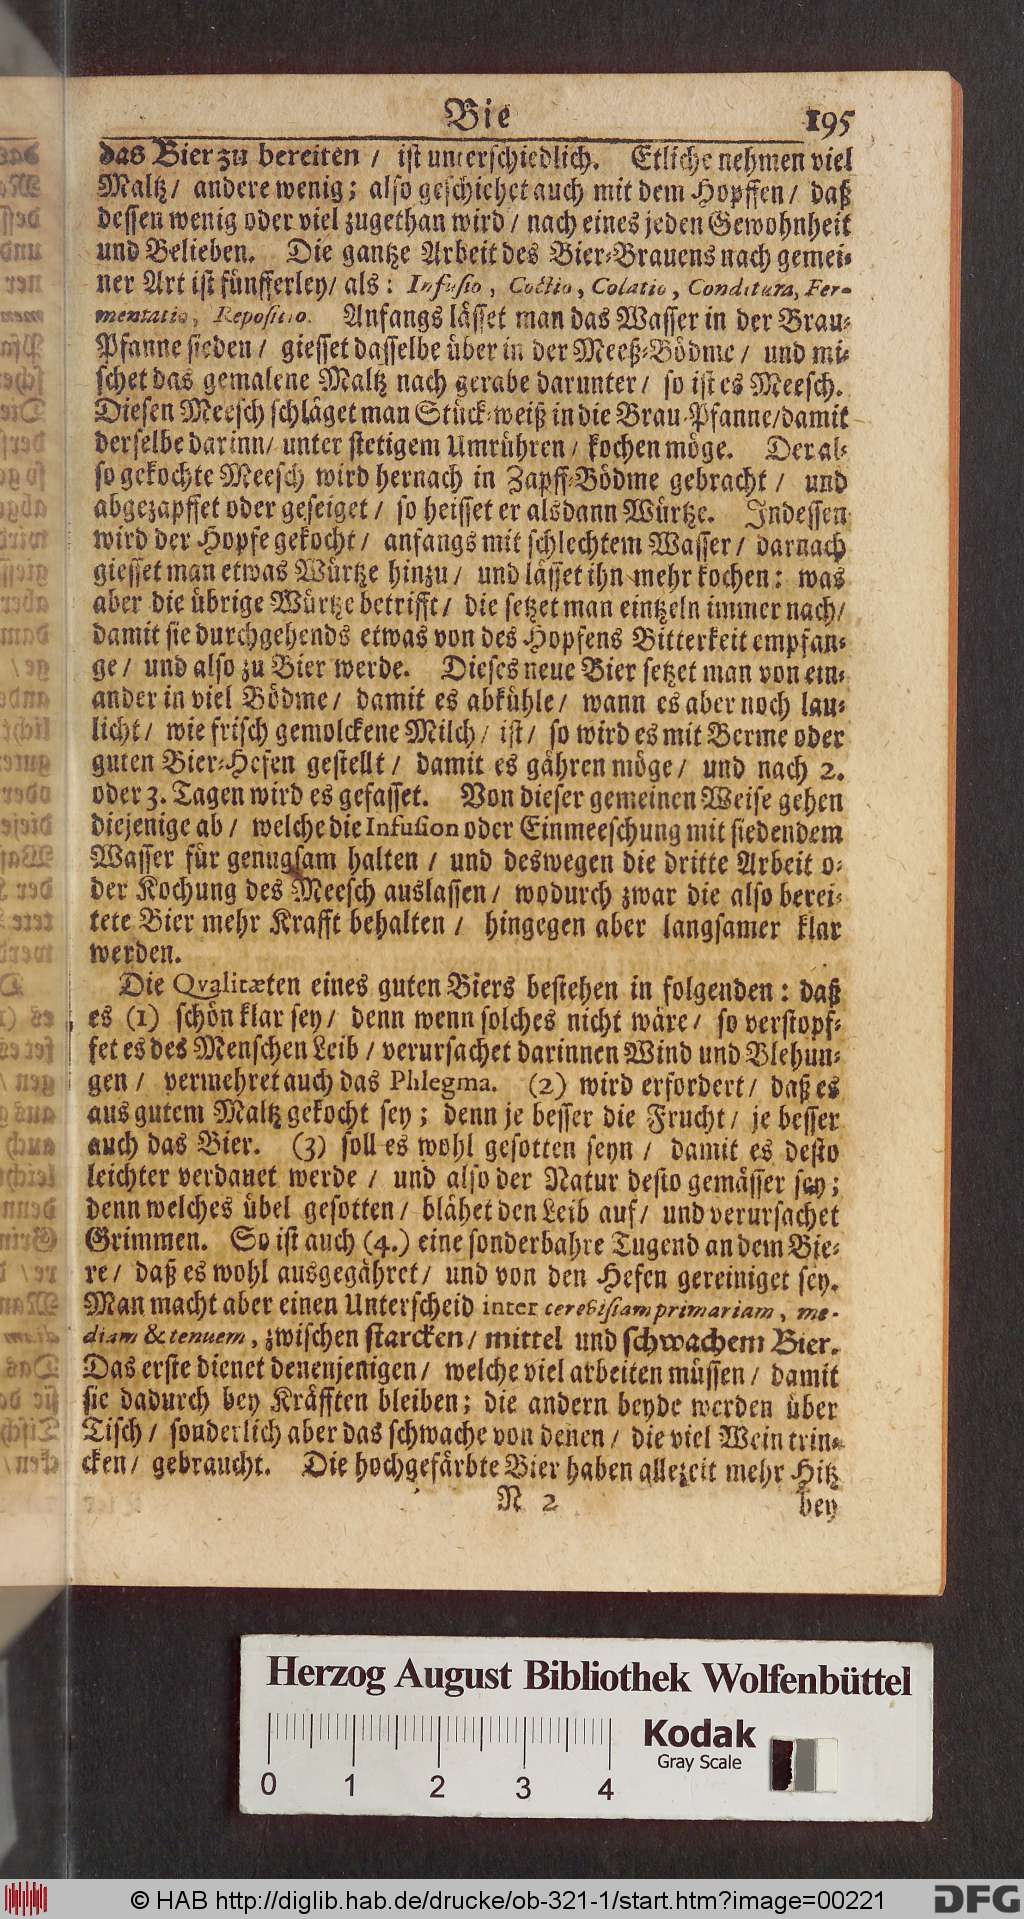 Bie 195
das Bier zu bereiten / ist unterschiedlich. Etliche nehmen viel
Maltz / andere wenig; also geschiehet auch mit dem Hopffen / daß
dessen wenig oder viel zugethan wird / nach eines jeden Gewohnheit
und Belieben. Die gantze Arbeit des Bier-Brauens nach gemei-
ner Art ist fünfferley / als: Infusio, Coctio, Colatio, Conditura, Fer-
mentatio, Repositio. Anfangs lässet man das Wasser in der Brau-
Pfanne sieden / giesset dasselbe über in der Meeß-Bödme / und mi-
schet das gemalene Maltz nach gerade darunter / so ist es Meesch.
Diesen Meesch schläget man Stück-weiß in die Brau-Pfanne / damit
derselbe darinn / unter stetigem Umrühren / kochen möge. Der al-
so gekochte Meesch wird hernach in Zapff-Bödme gebracht / und
abgezapffet oder geseiget / so heisset er alsdann Würtze. Indessen
wird der Hopfe gekocht / anfangs mit schlechtem Wasser / darnach
giesset man etwas Würtze hinzu / und lässet ihn mehr kochen: was
aber die übrige Würtze betrifft / die setzet man eintzeln immer nach /
damit sie durchgehends etwas von des Hopfens Bitterkeit empfan-
ge / und also zu Bier werde. Dieses neue Bier setzet man von ein-
ander in viel Bödme / damit es abkühle / wann es aber noch lau-
licht / wie frisch gemolckene Milch / ist / so wird es mit Berme oder
guten Bier-Hefen gestellt / damit es gähren möge / und nach 2.
oder 3. Tagen wird es gefasset. Von dieser gemeinen Weise gehen
diejenige ab / welche die Infusion oder Einmeeschung mit siedendem
Wasser für genugsam halten / und deswegen die dritte Arbeit o-
der Kochung des Meesch auslassen / wodurch zwar die also berei-
tete Bier mehr Krafft behalten / hingegen aber langsamer klar
werden.
Die Qvalitæten eines guten Biers bestehen in folgenden: daß
es (1) schön klar sey / denn wenn solches nicht wäre / so verstopf-
fet es des Menschen Leib / verursachet darinnen Wind und Blehun-
gen / vermehret auch das Phlegma. (2) wird erfordert / daß es
aus gutem Maltz gekocht sey; denn je besser die Frucht / je besser
auch das Bier. (3) soll es wohl gesotten seyn / damit es desto
leichter verdauet werde / und also der Natur desto gemässer sey;
denn welches übel gesotten / blähet den Leib auf / und verursachet
Grimmen. So ist auch (4.) eine sonderbahre Tugend an dem Bie-
re / daß es wohl ausgegähret / und von den Hefen gereiniget sey.
Man macht aber einen Unterscheid inter cerevisiam primariam, me-
diam & tenuem, zwischen starcken / mittel und schwachem Bier.
Das erste dienet denenjenigen / welche viel arbeiten müssen / damit
sie dadurch bey Kräfften bleiben; die andern beyde werden über
Tisch / sonderlich aber das schwache von denen / die viel Wein trin-
cken / gebraucht. Die hochgefärbte Bier haben allezeit mehr Hitz
N 2 bey
Herzog August Bibliothek Wolfenbüttel
Kodak
Gray Scale
0 1 2 3 4
© HAB http://diglib.hab.de/drucke/ob-321-1/start.htm?image=00221
DFG